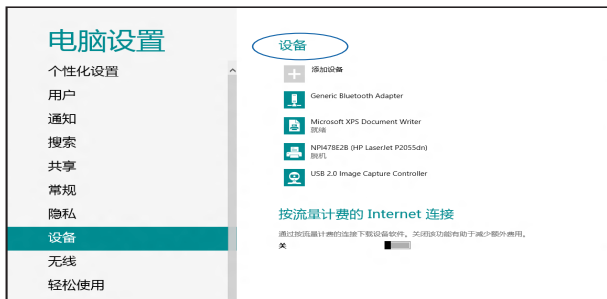 电脑设置
个性化设置
用户
通知
搜索
共享
常规
隐私
设备
无线
轻松使用
设备
添加设备
Generic Bluetooth Adapter
Microsoft XPS Document Writer
就绪
NPI478E2B (HP LaserJet P2055dn)
脱机
USB 2.0 Image Capture Controller
按流量计费的 Internet 连接
通过按流量计费的连接下载设备软件。关闭该功能有助于减少额外费用。
关